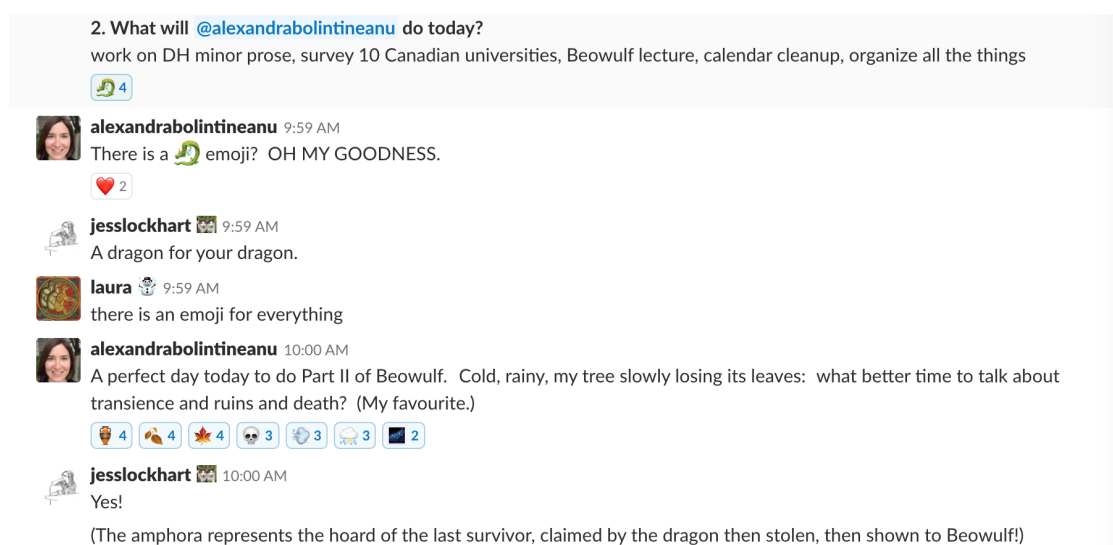 2. What will @alexandrabolintineanu do today?
work on DH minor prose, survey 10 Canadian universities, Beowulf lecture, calendar cleanup, organize all the things
4
alexandrabolintineanu 9:59 AM
There is a 🐉 emoji?  OH MY GOODNESS.
2
jesslockhart 9:59 AM
A dragon for your dragon.
laura 9:59 AM
there is an emoji for everything
alexandrabolintineanu 10:00 AM
A perfect day today to do Part II of Beowulf.  Cold, rainy, my tree slowly losing its leaves:  what better time to talk about
transience and ruins and death?  (My favourite.)
4 4 4 3 3 3 2
jesslockhart 10:00 AM
Yes!
(The amphora represents the hoard of the last survivor, claimed by the dragon then stolen, then shown to Beowulf!)